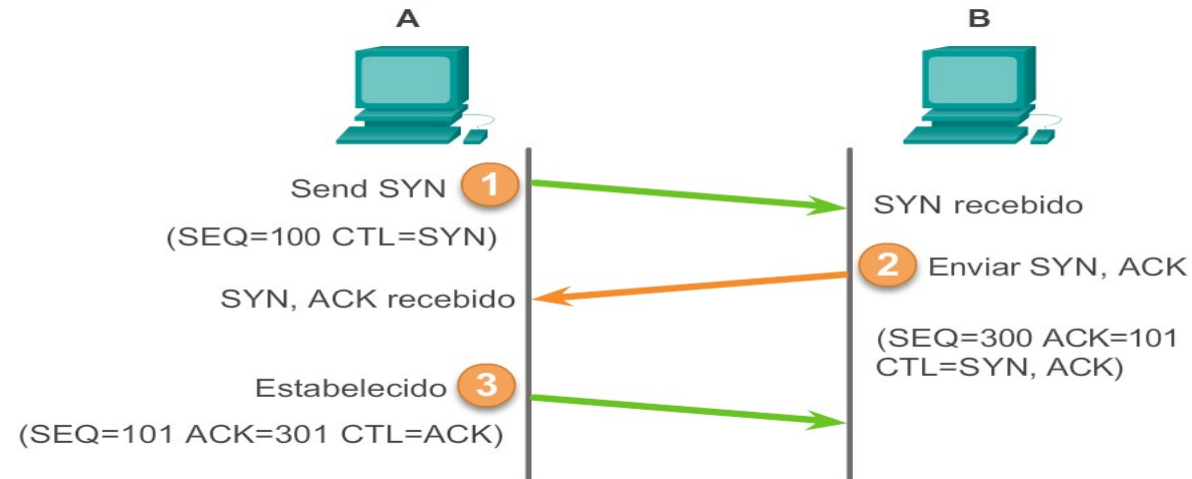 A
B
Send SYN 1
(SEQ=100 CTL=SYN)
SYN recebido
2 Enviar SYN, ACK
SYN, ACK recebido
(SEQ=300 ACK=101
CTL=SYN, ACK)
Estabelecido 3
(SEQ=101 ACK=301 CTL=ACK)